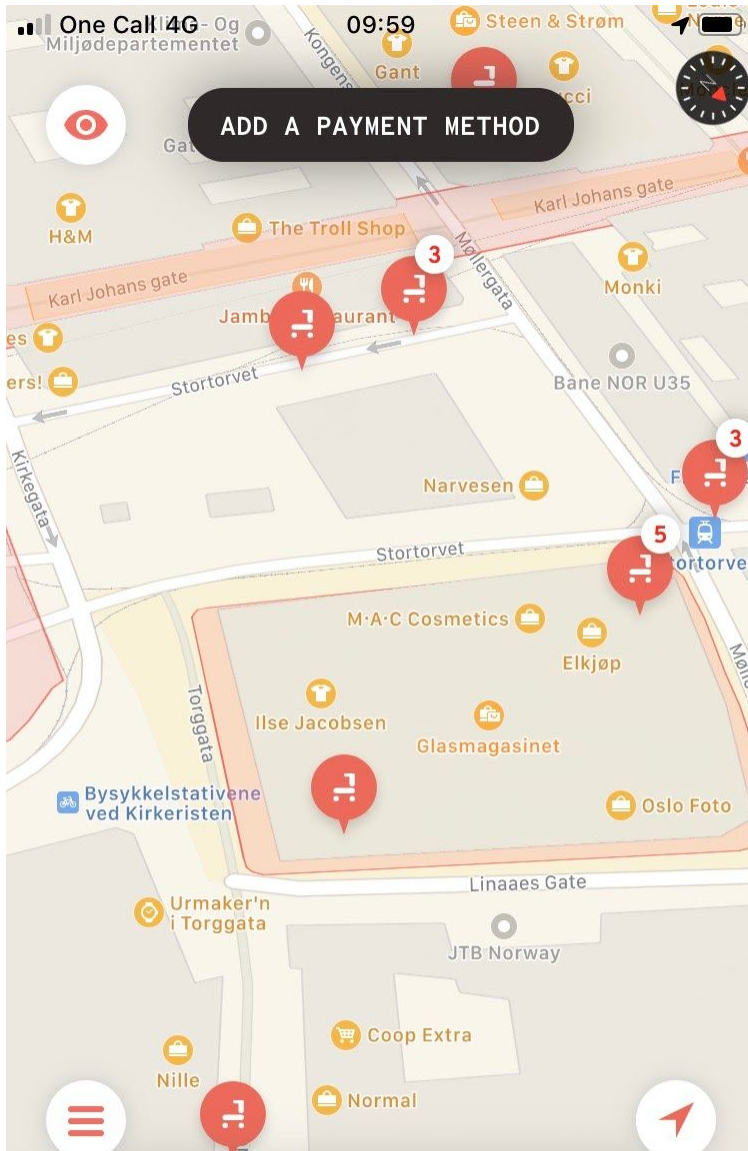 One Call 4G
09:59
Klima- Og
Miljødepartementet
Steen & Strøm
Kongens
Gant
ADD A PAYMENT METHOD
H&M
The Troll Shop
Karl Johans gate
Karl Johans gate
Møllergata
3
Monki
Stortorvet
Bane NOR U35
Kirkegata
3
Narvesen
5
Stortorvet
M·A·C Cosmetics
Elkjøp
Torggata
Ilse Jacobsen
Glasmagasinet
Bysykkelstativene
ved Kirkeristen
Oslo Foto
Linaaes Gate
Urmaker'n
i Torggata
JTB Norway
Coop Extra
Nille
Normal